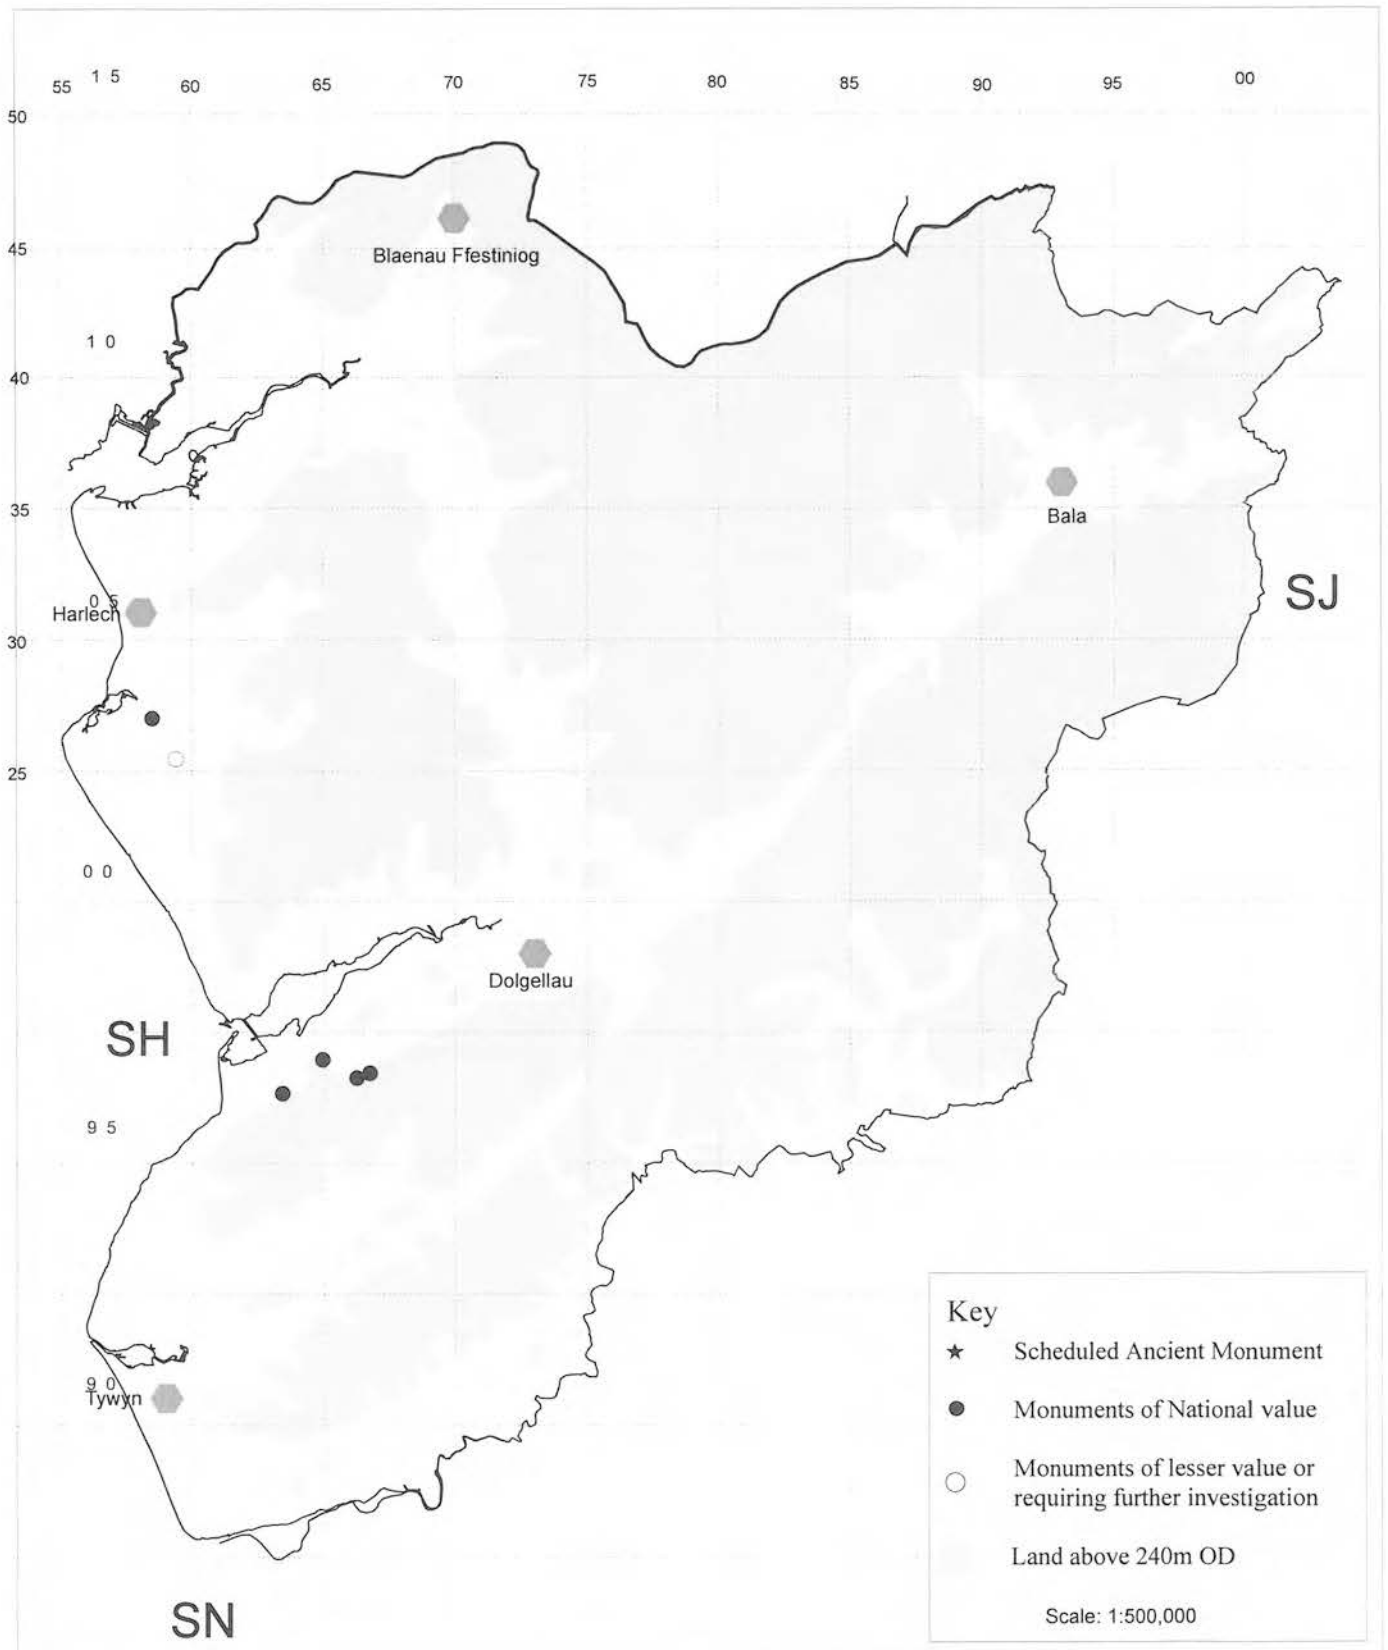 55 1 5 60 65 70 75 80 85 90 95 00
50
45
Blaenau Ffestiniog
1 0
40
35
Bala
SJ
0 5
Harlech
30
25
0 0
Dolgellau
SH
9 5
9 0
Tywyn
SN
Key
Scheduled Ancient Monument
Monuments of National value
Monuments of lesser value or
requiring further investigation
Land above 240m OD
Scale: 1:500,000